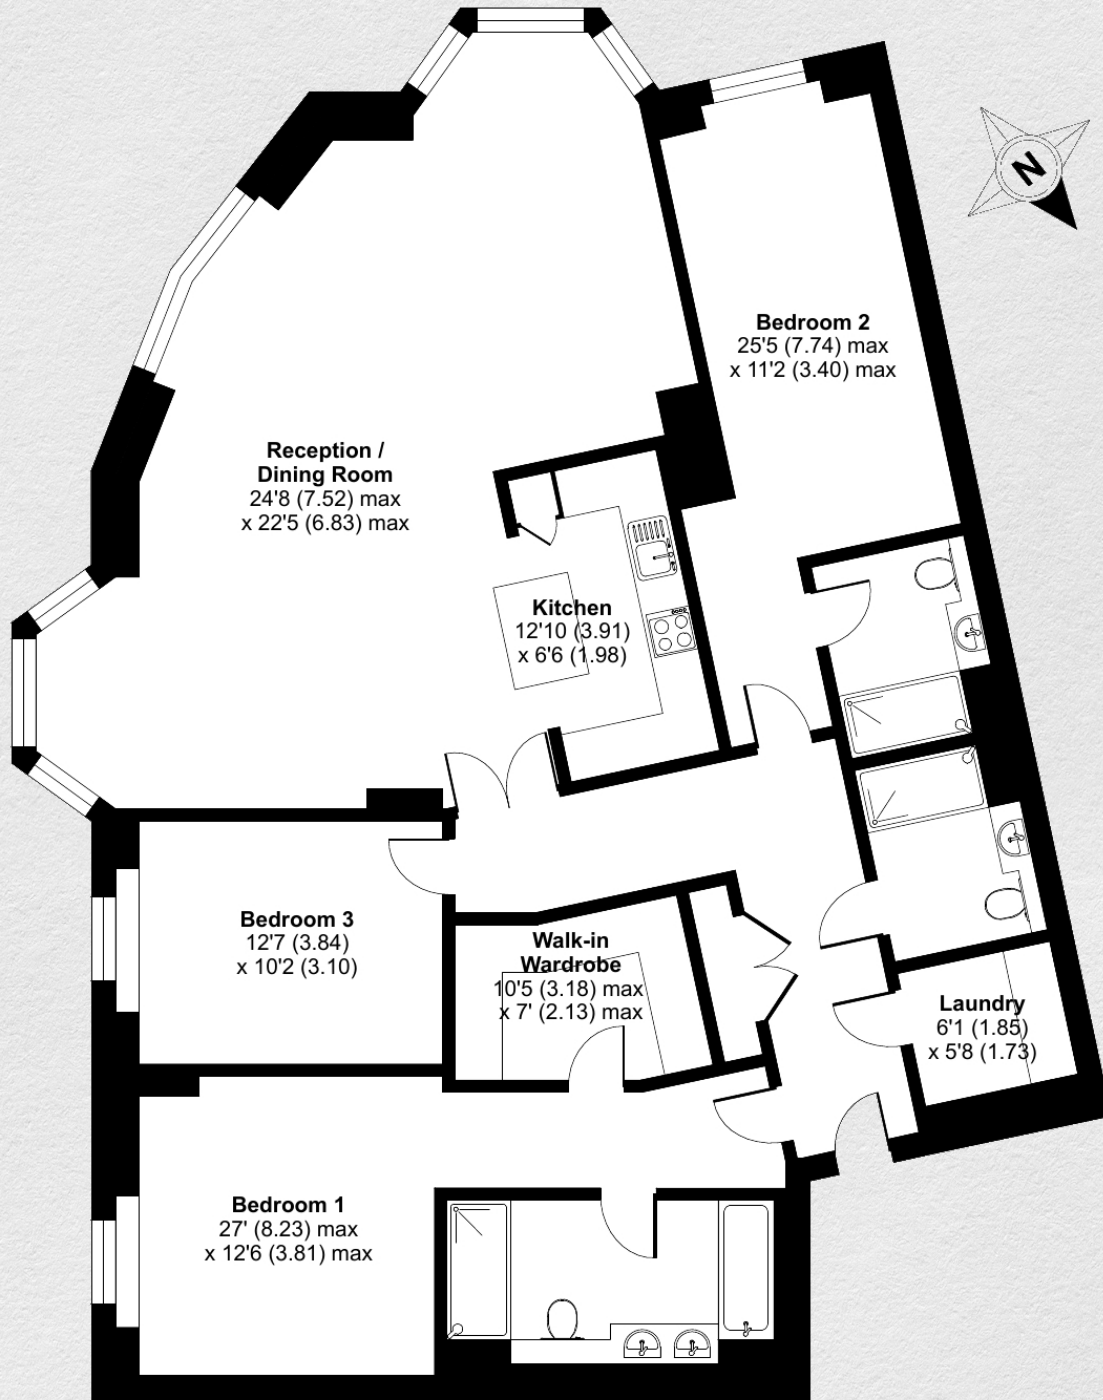 N
Bedroom 2
25'5 (7.74) max
x 11'2 (3.40) max
Reception /
Dining Room
24'8 (7.52) max
x 22'5 (6.83) max
Kitchen
12'10 (3.91)
x 6'6 (1.98)
Bedroom 3
12'7 (3.84)
x 10'2 (3.10)
Walk-in
Wardrobe
10'5 (3.18) max
x 7' (2.13) max
Laundry
6'1 (1.85)
x 5'8 (1.73)
Bedroom 1
27' (8.23) max
x 12'6 (3.81) max